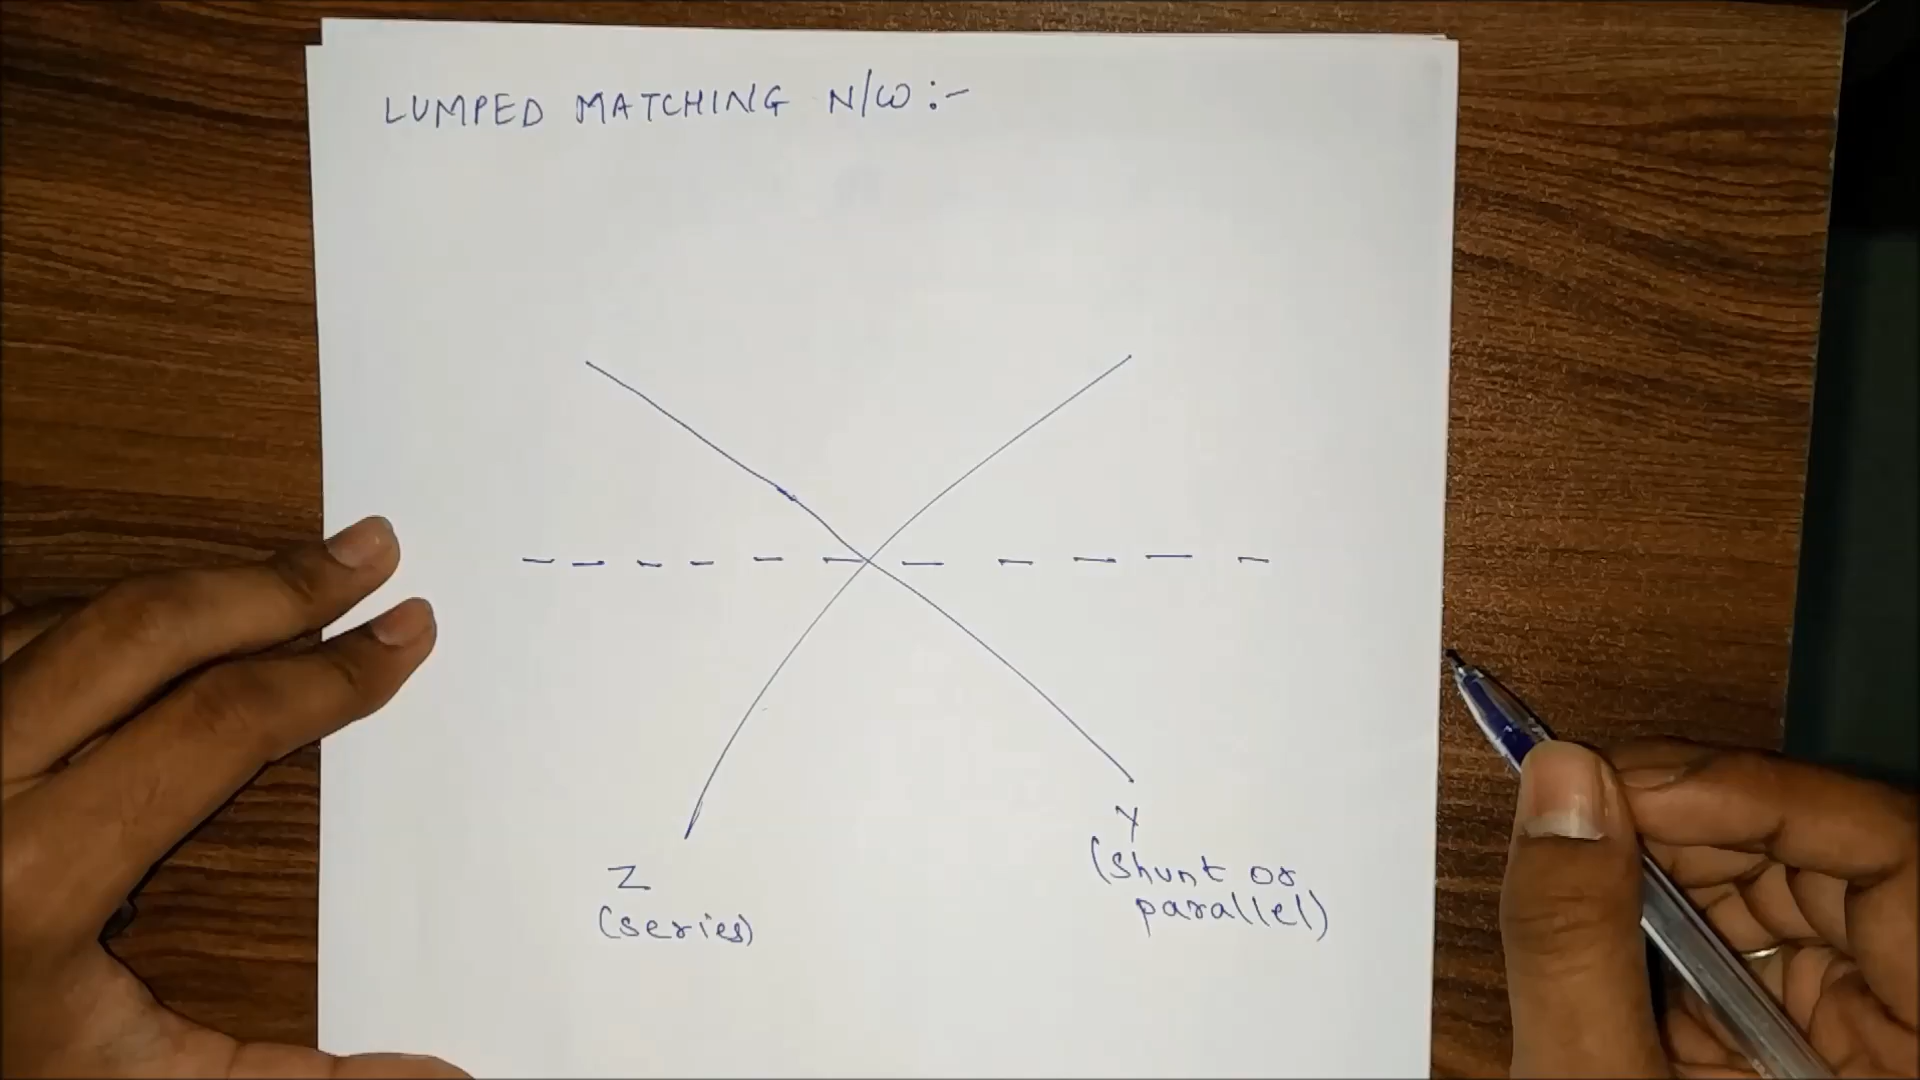 LUMPED MATCHING N/W :-
Z
(series)
Y
(shunt or
parallel)